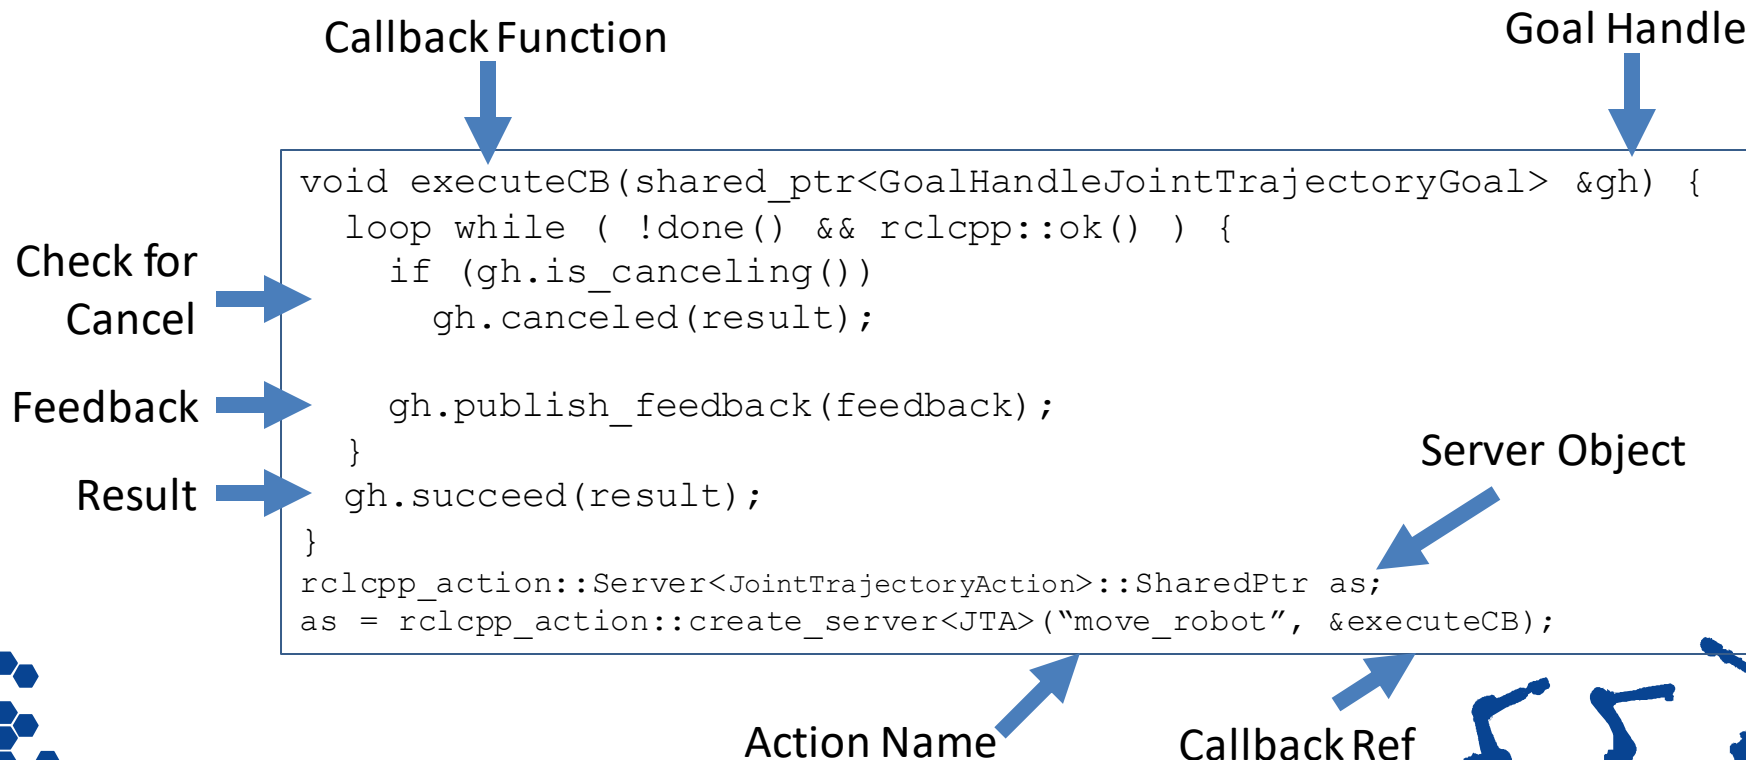 Callback Function
Goal Handle
void executeCB(shared_ptr<GoalHandleJointTrajectoryGoal> &gh) {
loop while ( !done() && rclcpp::ok() ) {
Check for
Cancel
if (gh.is_canceling())
gh.canceled(result);
Feedback
gh.publish_feedback(feedback);
}
Server Object
Result
gh.succeed(result);
}
rclcpp_action::Server<JointTrajectoryAction>::SharedPtr as;
as = rclcpp_action::create_server<JTA>(“move_robot”, &executeCB);
Action Name
Callback Ref